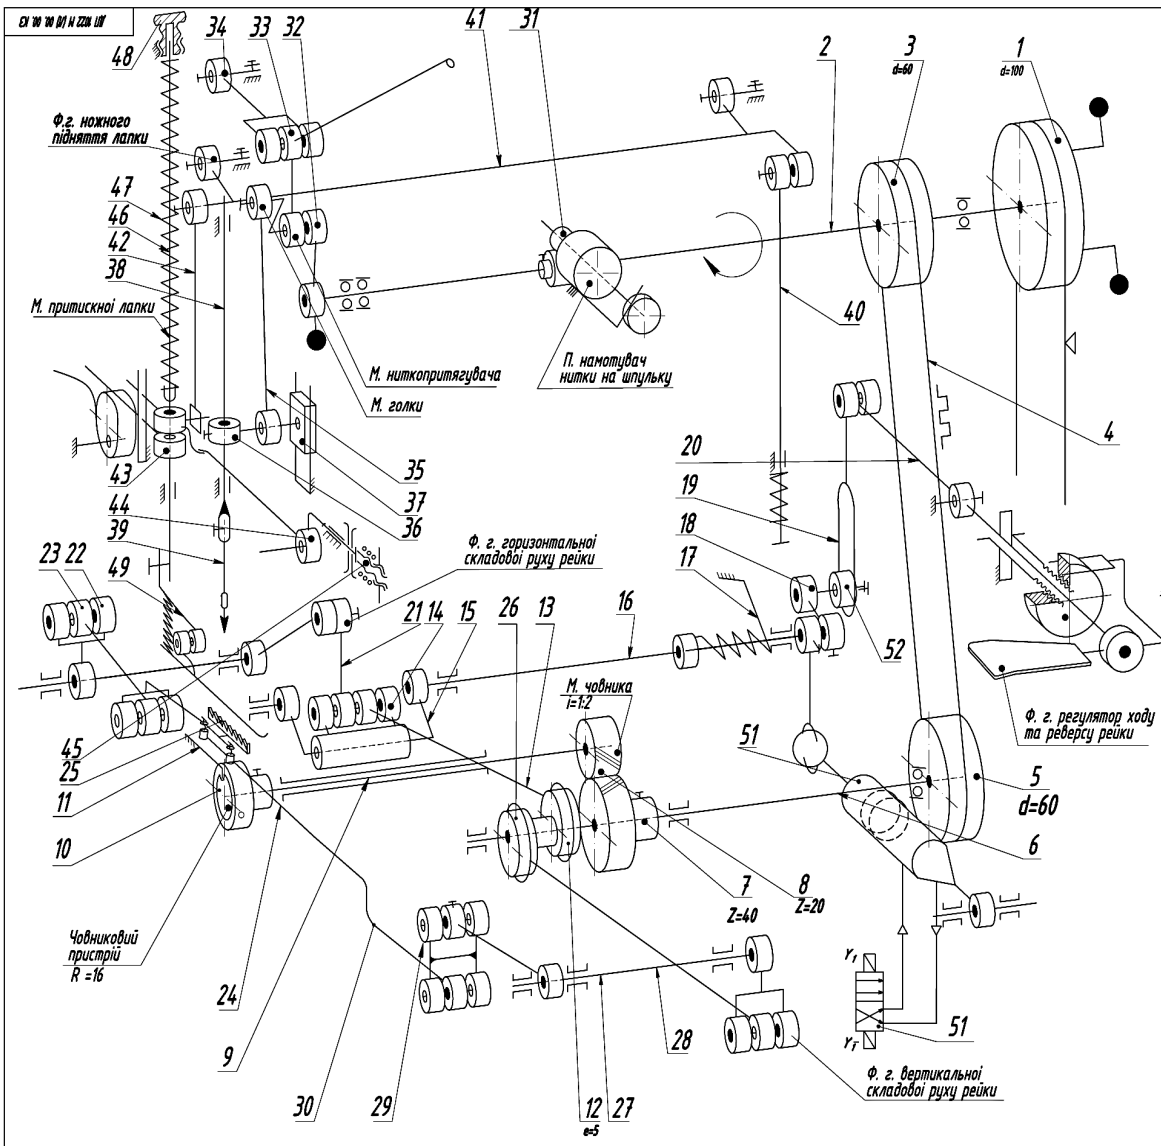 48
34
33
32
41
31
2
3
d=60
1
d=100
Ф.г. ножного
підняття лапки
47
46
42
38
М. притискної лапки
М. ниткопритягувача
М. голки
П. намотувач
нитки на шпульку
40
4
20
43
44
39
35
37
36
19
18
17
Ф. г. горизонтальної
складової руху рейки
23
22
49
21
14
15
26
13
16
52
М. човника
i=1:2
Ф. г. регулятор ходу
та реверсу рейки
45
25
11
10
51
5
d=60
6
7
Z=40
8
Z=20
Човниковий
пристрій
R =16
24
9
30
29
12
e=5
27
28
51
Ф. г. вертикальної
складової руху рейки